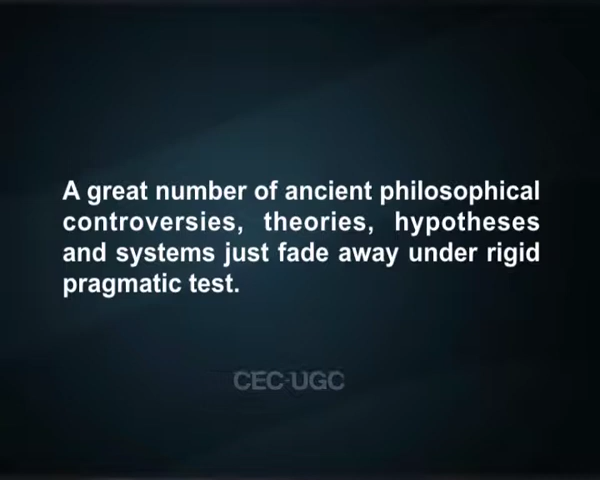 A great number of ancient philosophical
controversies, theories, hypotheses
and systems just fade away under rigid
pragmatic test.
CEC-UGC